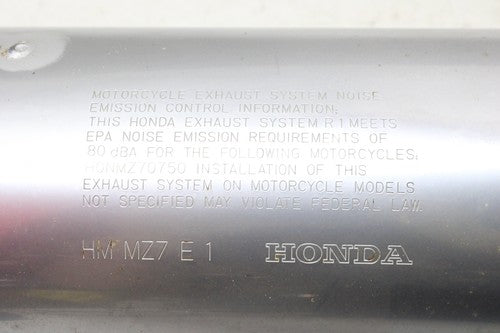 MOTORCYCLE EXHAUST SYSTEM NOISE
EMISSION CONTROL INFORMATION:
THIS HONDA EXHAUST SYSTEM R1 MEETS
EPA NOISE EMISSION REQUIREMENTS OF
80 dBA FOR THE FOLLOWING MOTORCYCLES:
HONMZ70750 INSTALLATION OF THIS
EXHAUST SYSTEM ON MOTORCYCLE MODELS
NOT SPECIFIED MAY VIOLATE FEDERAL LAW.
HM MZ7 E 1 HONDA